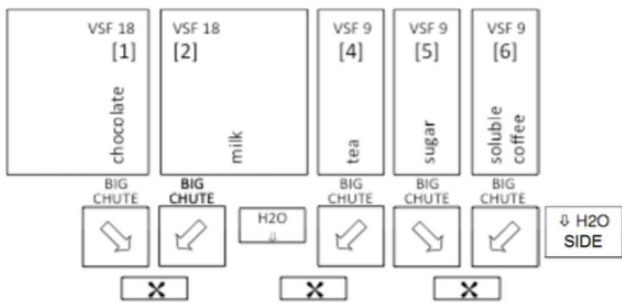 VSF 18
[1]
chocolate
VSF 18
[2]
milk
VSF 9
[4]
tea
VSF 9
[5]
sugar
VSF 9
[6]
soluble
coffee
BIG
CHUTE
BIG
CHUTE
H2O
⇩
BIG
CHUTE
BIG
CHUTE
BIG
CHUTE
⇩ H2O
SIDE